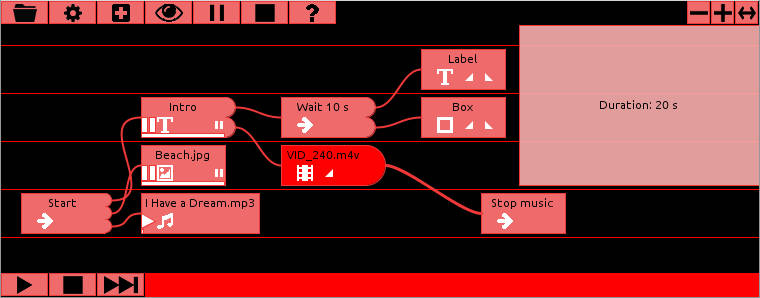 ?
Label
Duration: 20 s
Intro
T
Wait 10 s
Box
T
Beach.jpg
VID_240.m4v
Start
I Have a Dream.mp3
Stop music